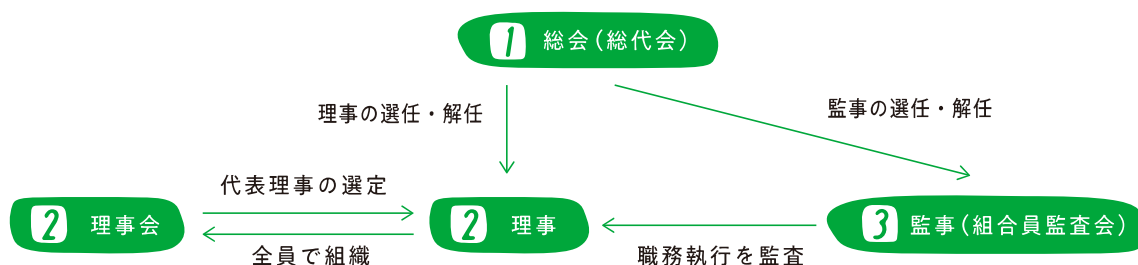 1 総会（総代会）
理事の選任・解任
監事の選任・解任
代表理事の選定
2 理事会
2 理事
3 監事（組合員監査会）
全員で組織
職務執行を監査